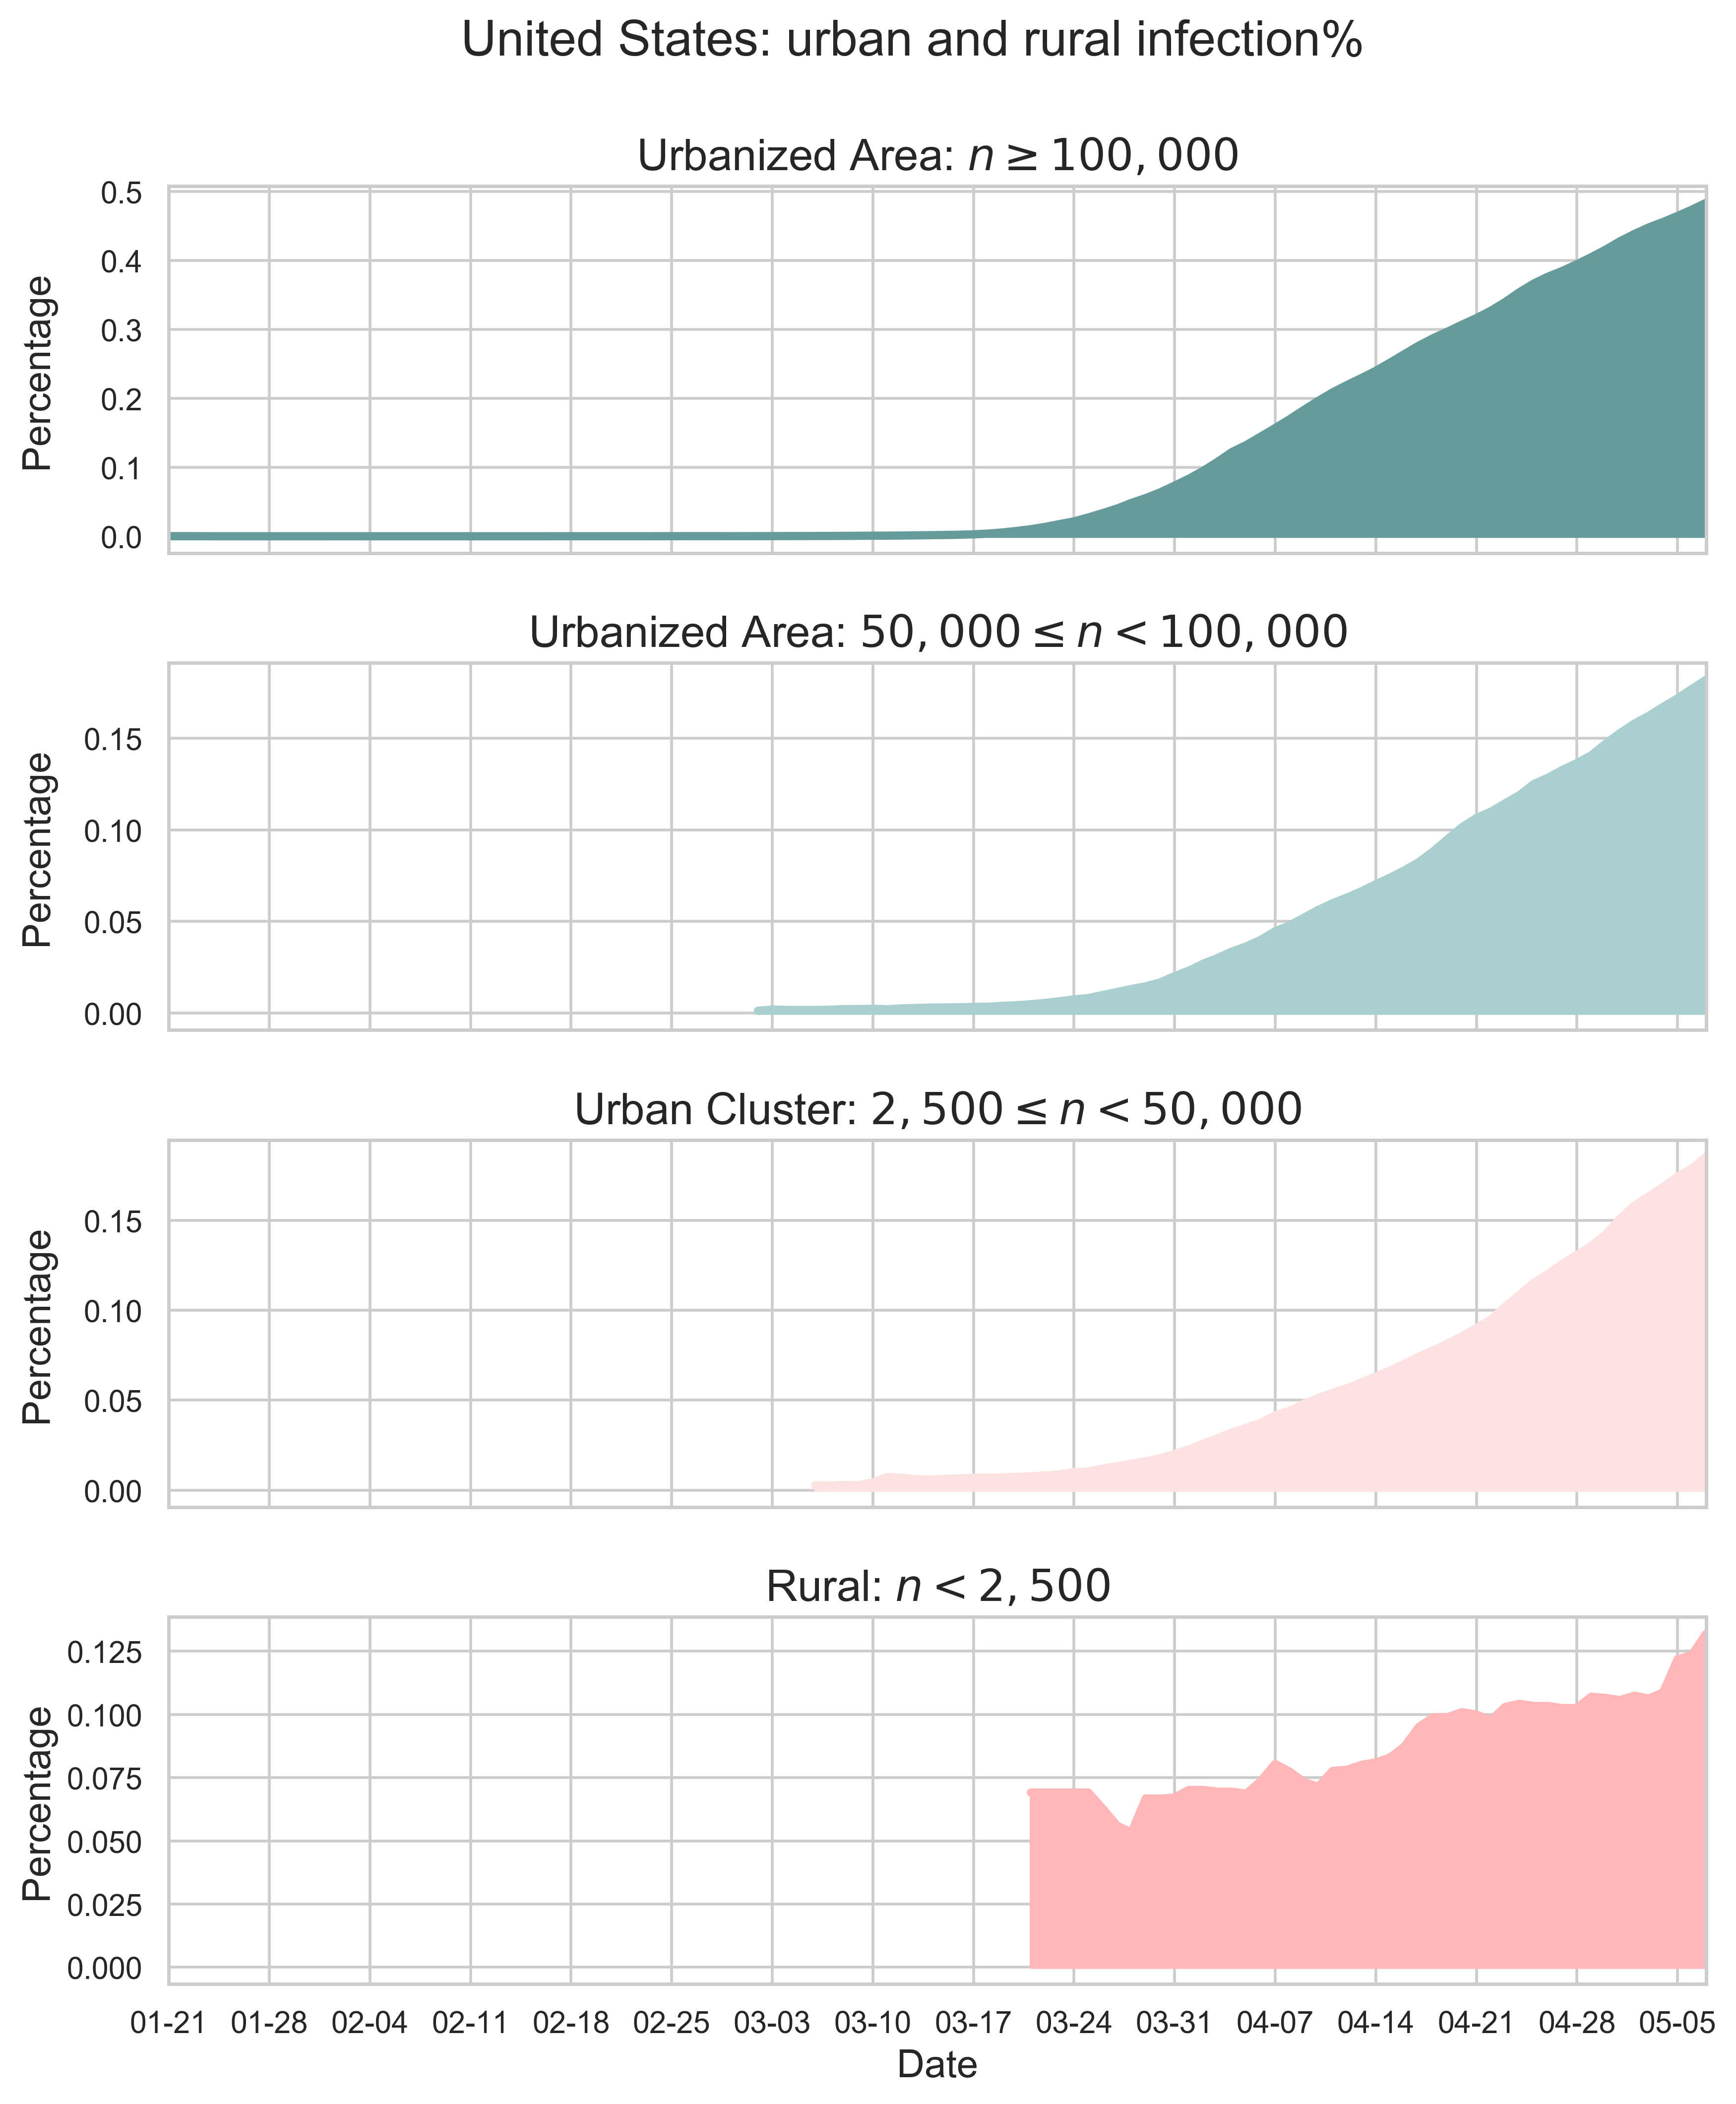 United States: urban and rural infection%
Urbanized Area: n ≥ 100,000
Percentage
0.5
0.4
0.3
0.2
0.1
0.0
Urbanized Area: 50,000 ≤ n < 100,000
Percentage
0.15
0.10
0.05
0.00
Urban Cluster: 2,500 ≤ n < 50,000
Percentage
0.15
0.10
0.05
0.00
Rural: n < 2,500
Percentage
0.125
0.100
0.075
0.050
0.025
0.000
01-21 01-28 02-04 02-11 02-18 02-25 03-03 03-10 03-17 03-24 03-31 04-07 04-14 04-21 04-28 05-05
Date